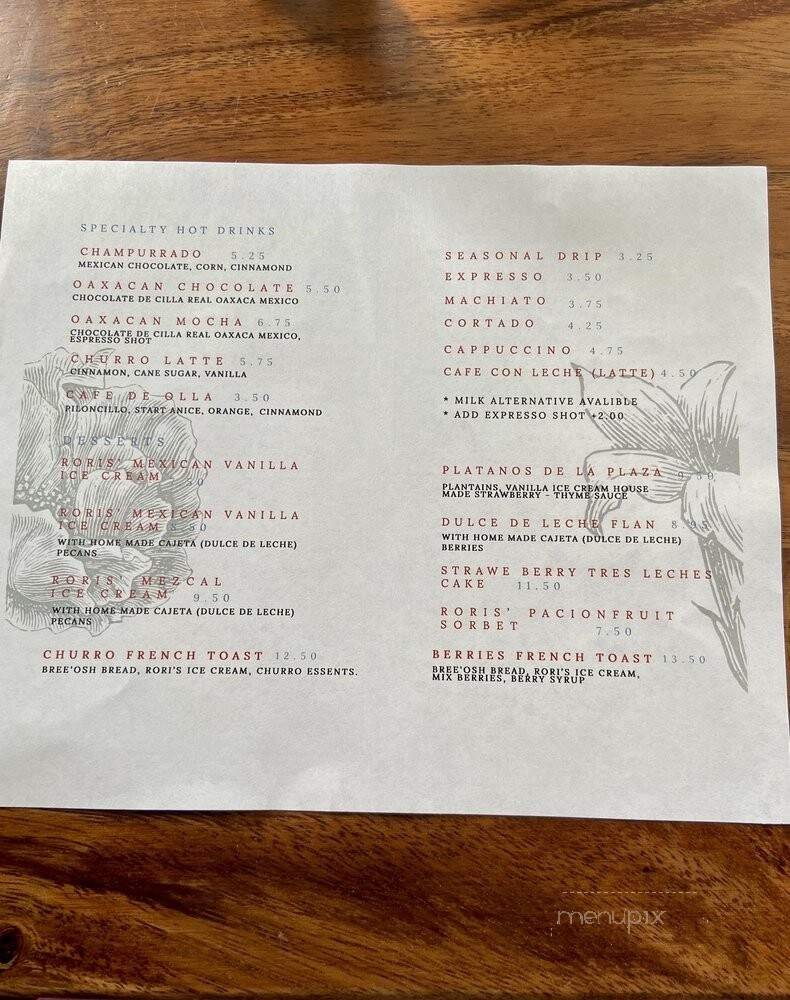 SPECIALTY HOT DRINKS
CHAMPURRADO 5.25
MEXICAN CHOCOLATE, CORN, CINNAMOND
OAXACAN CHOCOLATE 5.50
CHOCOLATE DE CILLA REAL OAXACA MEXICO
OAXACAN MOCHA 6.75
CHOCOLATE DE CILLA REAL OAXACA MEXICO,
ESPRESSO SHOT
CHURRO LATTE 5.75
CINNAMON, CANE SUGAR, VANILLA
CAFE DE OLLA 3.50
PILONCILLO, START ANICE, ORANGE, CINNAMOND
DESSERTS
RORIS' MEXICAN VANILLA
ICE CREAM
RORIS' MEXICAN VANILLA
ICE CREAM 8.50
WITH HOME MADE CAJETA (DULCE DE LECHE)
PECANS
RORIS' MEZCAL
ICE CREAM 9.50
WITH HOME MADE CAJETA (DULCE DE LECHE)
PECANS
CHURRO FRENCH TOAST 12.50
BREE'OSH BREAD, RORI'S ICE CREAM, CHURRO ESSENTS.
SEASONAL DRIP 3.25
EXPRESSO 3.50
MACHIATO 3.75
CORTADO 4.25
CAPPUCCINO 4.75
CAFE CON LECHE (LATTE) 4.50
* MILK ALTERNATIVE AVALIBLE
* ADD EXPRESSO SHOT +2.00
PLATANOS DE LA PLAZA 9.50
PLANTAINS, VANILLA ICE CREAM HOUSE
MADE STRAWBERRY - THYME SAUCE
DULCE DE LECHE FLAN 8.95
WITH HOME MADE CAJETA (DULCE DE LECHE)
BERRIES
STRAWE BERRY TRES LECHES
CAKE 11.50
RORIS' PACIONFRUIT
SORBET 7.50
BERRIES FRENCH TOAST 13.50
BREE'OSH BREAD, RORI'S ICE CREAM,
MIX BERRIES, BERRY SYRUP
menupix